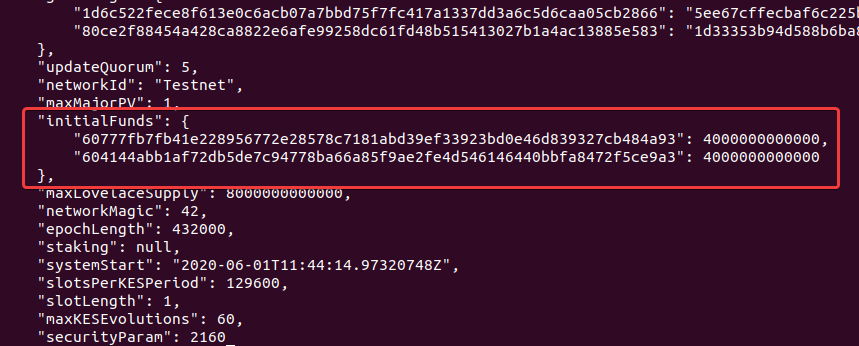 "1d6c522fece8f613e0c6acb07a7bbd75f7fc417a1337dd3a6c5d6caa05cb2866": "5ee67cffecbaf6c225b
"80ce2f88454a428ca8822e6afe99258dc61fd48b515413027b1a4ac13885e583": "1d33353b94d588b6ba8
},
"updateQuorum": 5,
"networkId": "Testnet",
"maxMajorPV": 1,
"initialFunds": {
"60777fb7fb41e228956772e28578c7181abd39ef33923bd0e46d839327cb484a93": 4000000000000,
"604144abb1af72db5de7c94778ba66a85f9ae2fe4d546146440bbfa8472f5ce9a3": 4000000000000
},
"maxLovelaceSupply": 8000000000000,
"networkMagic": 42,
"epochLength": 432000,
"staking": null,
"systemStart": "2020-06-01T11:44:14.97320748Z",
"slotsPerKESPeriod": 129600,
"slotLength": 1,
"maxKESEvolutions": 60,
"securityParam": 2160